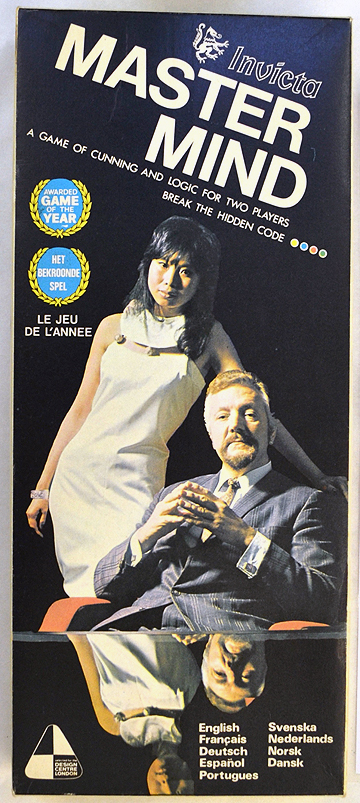 Invicta
MASTER
MIND
A GAME OF CUNNING AND LOGIC FOR TWO PLAYERS
BREAK THE HIDDEN CODE
AWARDED
GAME
OF THE
YEAR
HET
BEKROONDE
SPEL
LE JEU
DE L'ANNEE
English
Français
Deutsch
Español
Portugues
Svenska
Nederlands
Norsk
Dansk
DESIGN
CENTRE
LONDON